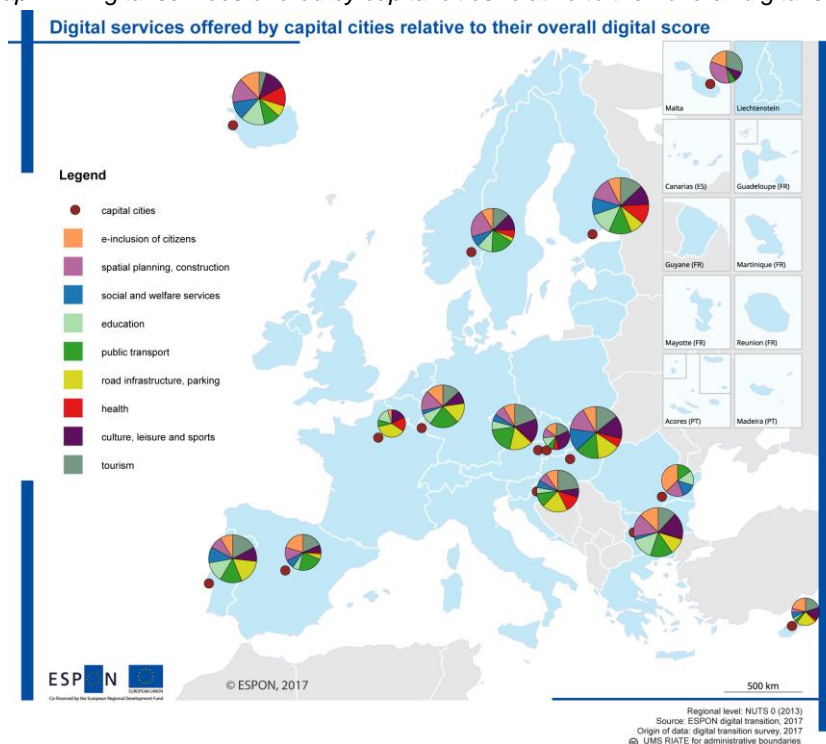 Digital services offered by capital cities relative to their overall digital score
Malta
Liechtenstein
Canarias (ES)
Guadeloupe (FR)
Guyane (FR)
Martinique (FR)
Mayotte (FR)
Reunion (FR)
Acores (PT)
Madeira (PT)
Legend
capital cities
e-inclusion of citizens
spatial planning, construction
social and welfare services
education
public transport
road infrastructure, parking
health
culture, leisure and sports
tourism
ESPON
EUROPEAN UNION
Co-financed by the European Regional Development Fund
© ESPON, 2017
500 km
Regional level: NUTS 0 (2013)
Source: ESPON digital transition, 2017
Origin of data: digital transition survey, 2017
UMS RIATE for administrative boundaries